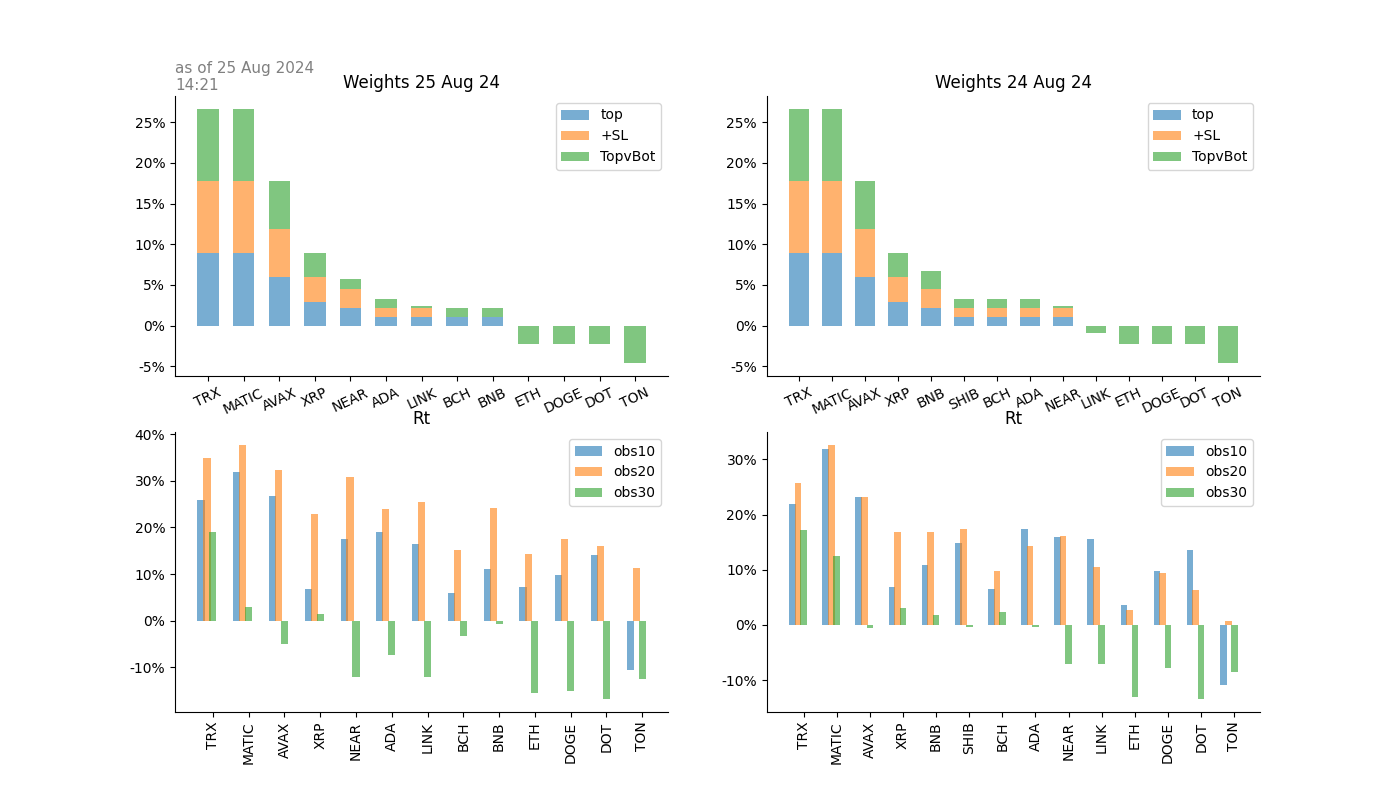 as of 25 Aug 2024
14:21
Weights 25 Aug 24
25%
20%
15%
10%
5%
0%
-5%
top
+SL
TopvBot
TRX MATIC AVAX XRP NEAR ADA LINK BCH BNB ETH DOGE DOT TON
Weights 24 Aug 24
25%
20%
15%
10%
5%
0%
-5%
top
+SL
TopvBot
TRX MATIC AVAX XRP BNB SHIB BCH ADA NEAR LINK ETH DOGE DOT TON
Rt
40%
30%
20%
10%
0%
-10%
obs10
obs20
obs30
TRX MATIC AVAX XRP NEAR ADA LINK BCH BNB ETH DOGE DOT TON
Rt
30%
20%
10%
0%
-10%
obs10
obs20
obs30
TRX MATIC AVAX XRP BNB SHIB BCH ADA NEAR LINK ETH DOGE DOT TON